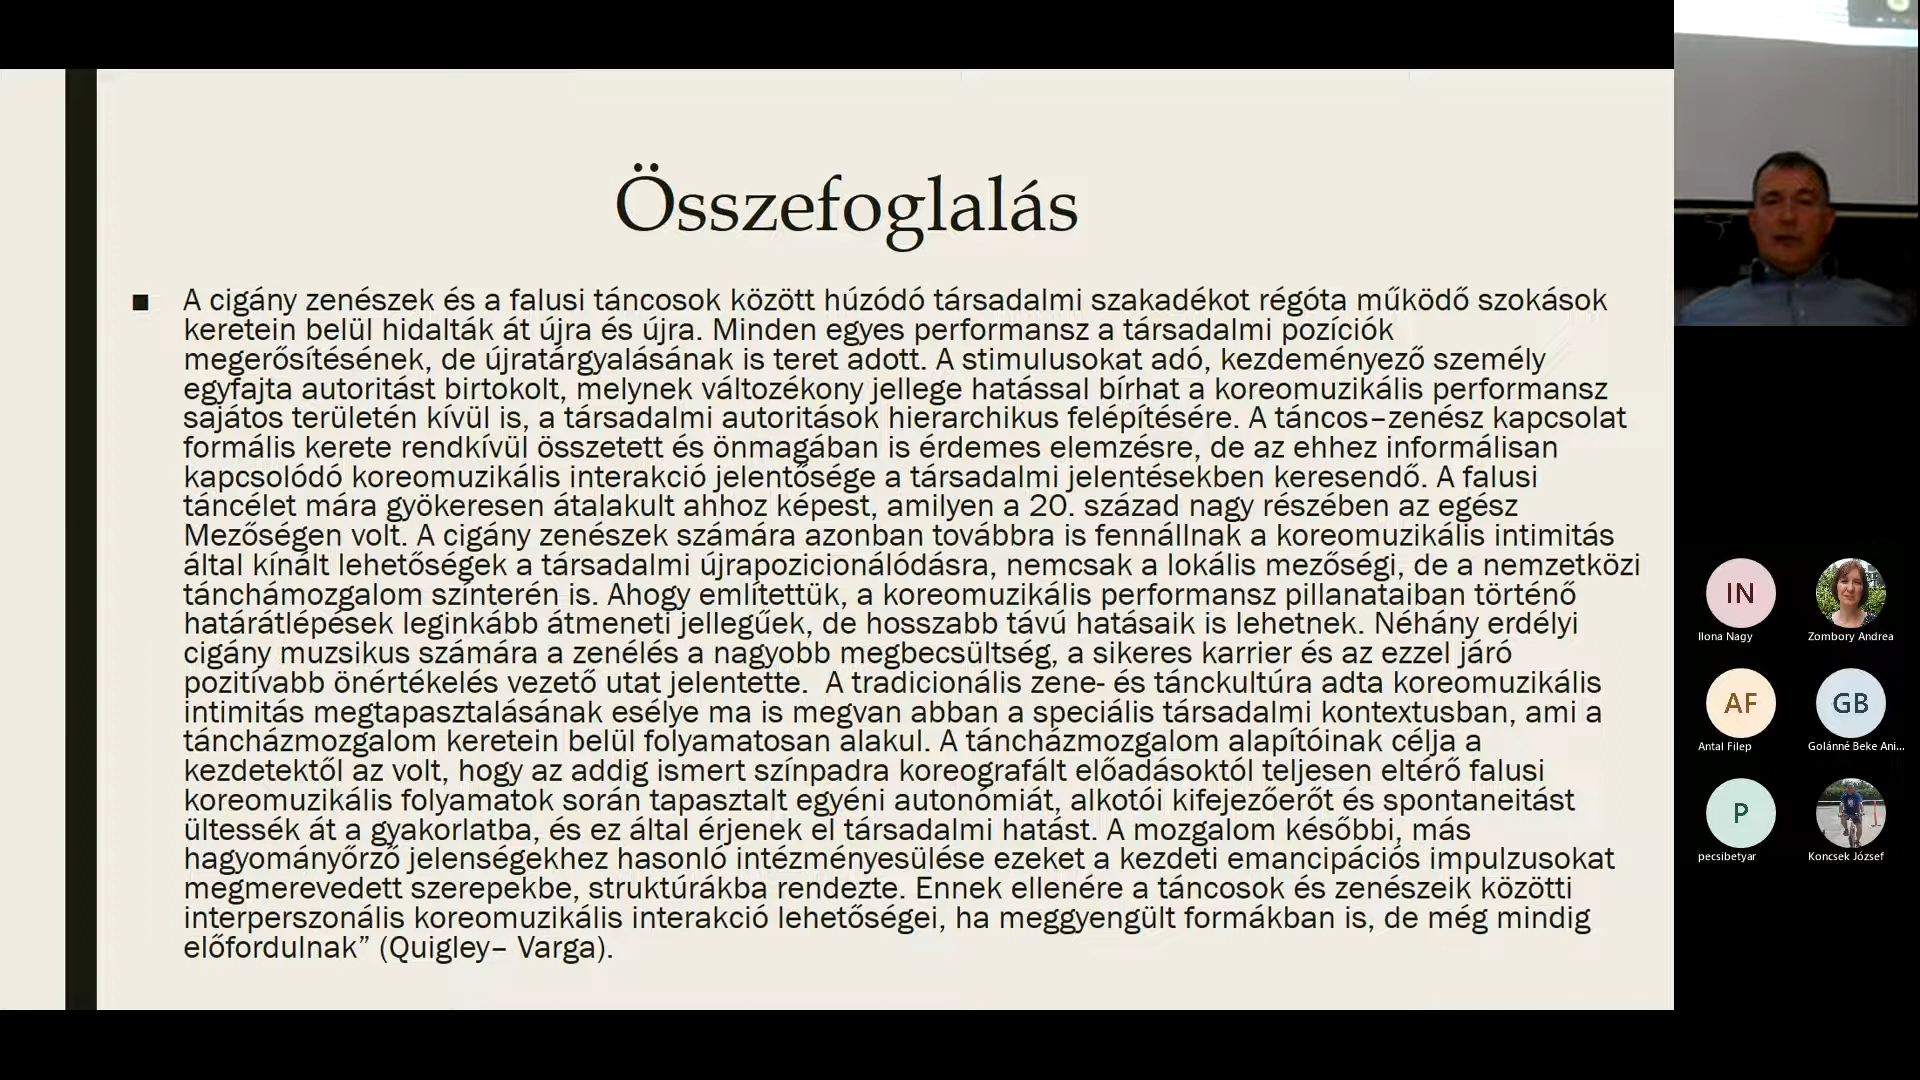 Összefoglalás
■ A cigány zenészek és a falusi táncosok között húzódó társadalmi szakadékot régóta működő szokások
keretein belül hidalták át újra és újra. Minden egyes performansz a társadalmi pozíciók
megerősítésének, de újratárgyalásának is teret adott. A stimulusokat adó, kezdeményező személy
egyfajta autoritást birtokolt, melynek változékony jellege hatással bírhat a koreomuzikális performansz
sajátos területén kívül is, a társadalmi autoritások hierarchikus felépítésére. A táncos–zenész kapcsolat
formális kerete rendkívül összetett és önmagában is érdemes elemzésre, de az ehhez informálisan
kapcsolódó koreomuzikális interakció jelentősége a társadalmi jelentésekben keresendő. A falusi
táncélet mára gyökeresen átalakult ahhoz képest, amilyen a 20. század nagy részében az egész
Mezőségen volt. A cigány zenészek számára azonban továbbra is fennállnak a koreomuzikális intimitás
által kínált lehetőségek a társadalmi újrapozicionálódásra, nemcsak a lokális mezőségi, de a nemzetközi
tánchámozgalom színterén is. Ahogy említettük, a koreomuzikális performansz pillanataiban történő
határátlépések leginkább átmeneti jellegűek, de hosszabb távú hatásaik is lehetnek. Néhány erdélyi
cigány muzsikus számára a zenélés a nagyobb megbecsültség, a sikeres karrier és az ezzel járó
pozitívabb önértékelés vezető utat jelentette.  A tradicionális zene- és tánckultúra adta koreomuzikális
intimitás megtapasztalásának esélye ma is megvan abban a speciális társadalmi kontextusban, ami a
táncházmozgalom keretein belül folyamatosan alakul. A táncházmozgalom alapítóinak célja a
kezdetektől az volt, hogy az addig ismert színpadra koreografált előadásoktól teljesen eltérő falusi
koreomuzikális folyamatok során tapasztalt egyéni autonómiát, alkotói kifejezőerőt és spontaneitást
ültessék át a gyakorlatba, és ez által érjenek el társadalmi hatást. A mozgalom későbbi, más
hagyományőrző jelenségekhez hasonló intézményesülése ezeket a kezdeti emancipációs impulzusokat
megmerevedett szerepekbe, struktúrákba rendezte. Ennek ellenére a táncosok és zenészeik közötti
interperszonális koreomuzikális interakció lehetőségei, ha meggyengült formákban is, de még mindig
előfordulnak” (Quigley– Varga).
IN
Ilona Nagy
Zombory Andrea
AF
GB
Antal Filep
Golánné Beke Ani...
P
pecsibetyar
Koncsek József